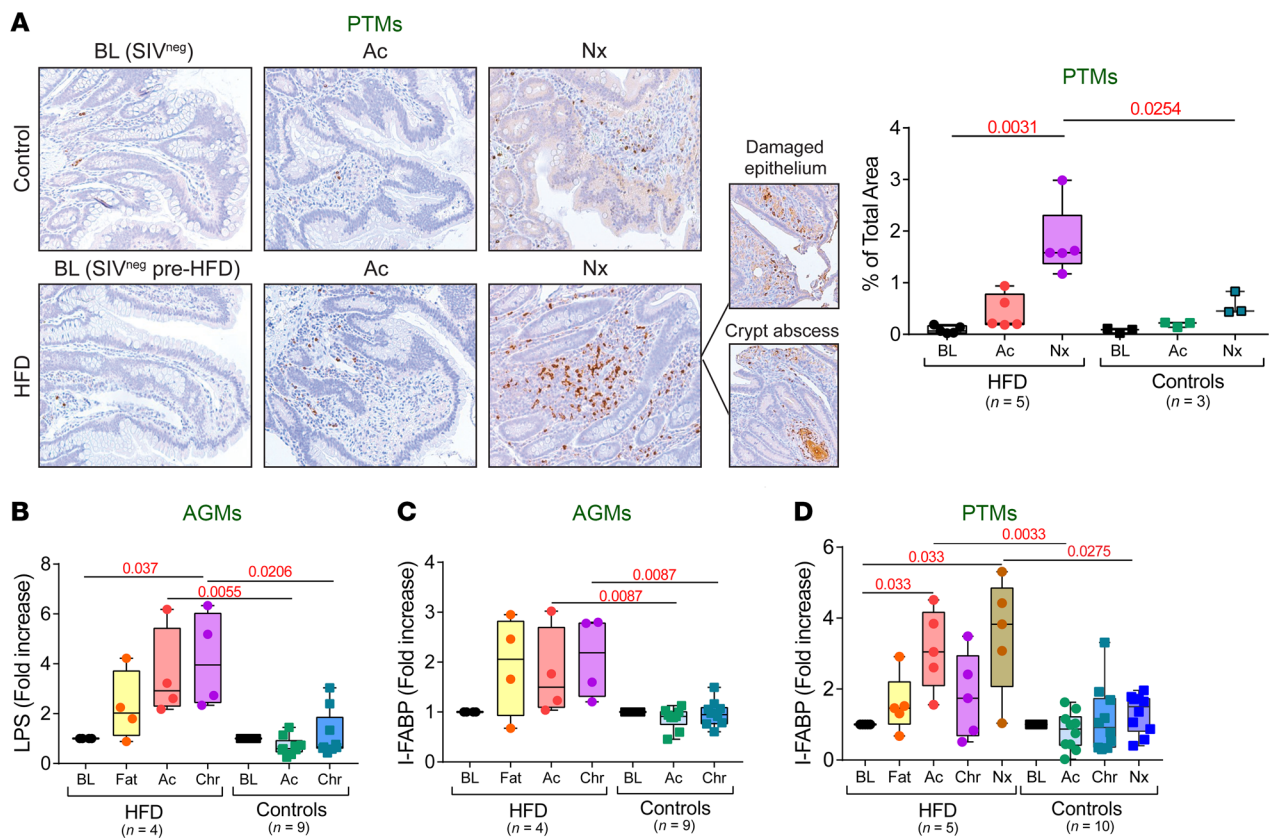 A
PTMs
BL (SIVneg)
Ac
Nx
Control
BL (SIVneg pre-HFD)
Ac
Nx
HFD
Damaged
epithelium
Crypt abscess
PTMs
0.0031
0.0254
% of Total Area
4
3
2
1
0
BL
Ac
Nx
BL
Ac
Nx
HFD
Controls
(n = 5)
(n = 3)
B
AGMs
LPS (Fold increase)
8
6
4
2
0
0.037
0.0206
0.0055
BL
Fat
Ac
Chr
BL
Ac
Chr
HFD
Controls
(n = 4)
(n = 9)
C
AGMs
I-FABP (Fold increase)
4
3
2
1
0
0.0087
0.0087
BL
Fat
Ac
Chr
BL
Ac
Chr
HFD
Controls
(n = 4)
(n = 9)
D
PTMs
I-FABP (Fold increase)
6
4
2
0
0.0033
0.033
0.0275
0.033
BL
Fat
Ac
Chr
Nx
BL
Ac
Chr
Nx
HFD
Controls
(n = 5)
(n = 10)